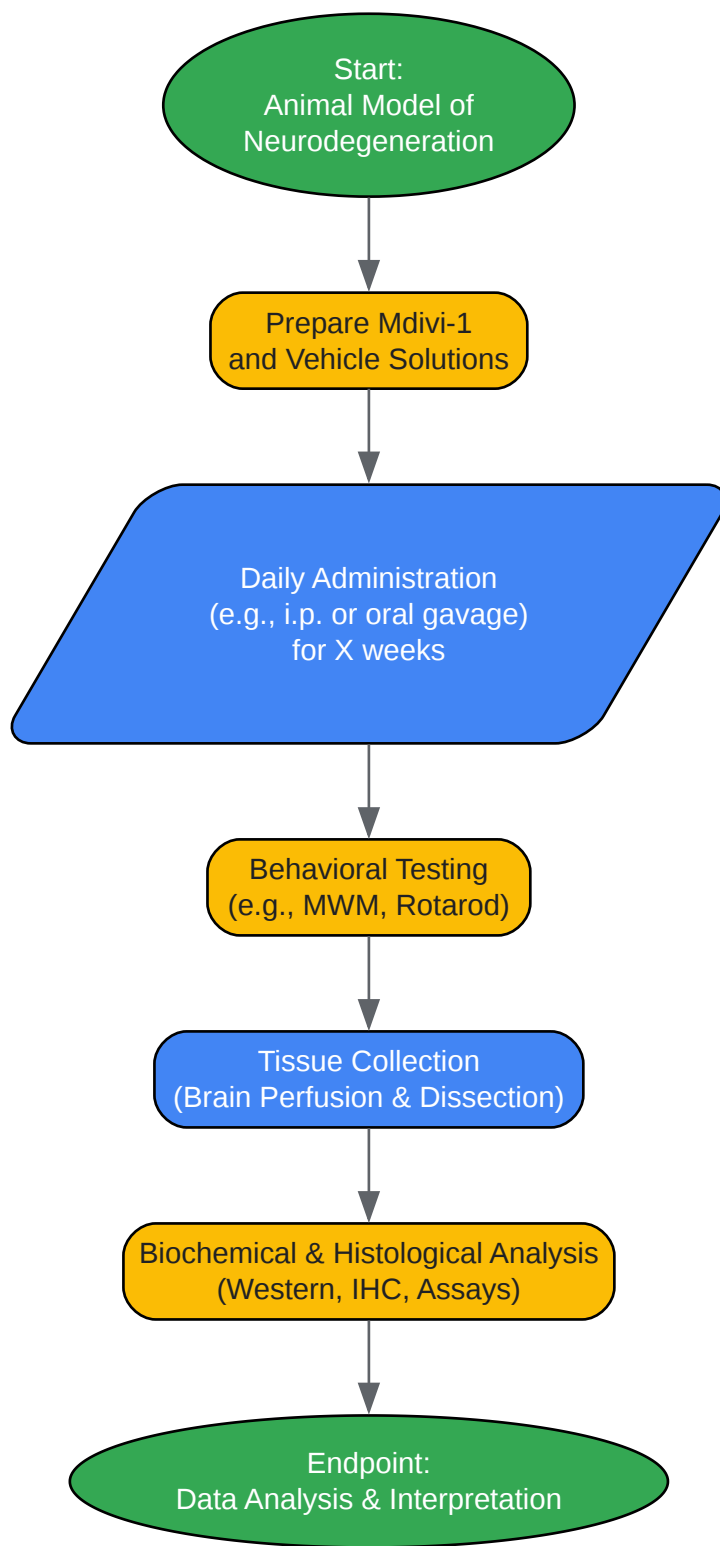 Start:
Animal Model of
Neurodegeneration
Prepare Mdivi-1
and Vehicle Solutions
Daily Administration
(e.g., i.p. or oral gavage)
for X weeks
Behavioral Testing
(e.g., MWM, Rotarod)
Tissue Collection
(Brain Perfusion & Dissection)
Biochemical & Histological Analysis
(Western, IHC, Assays)
Endpoint:
Data Analysis & Interpretation